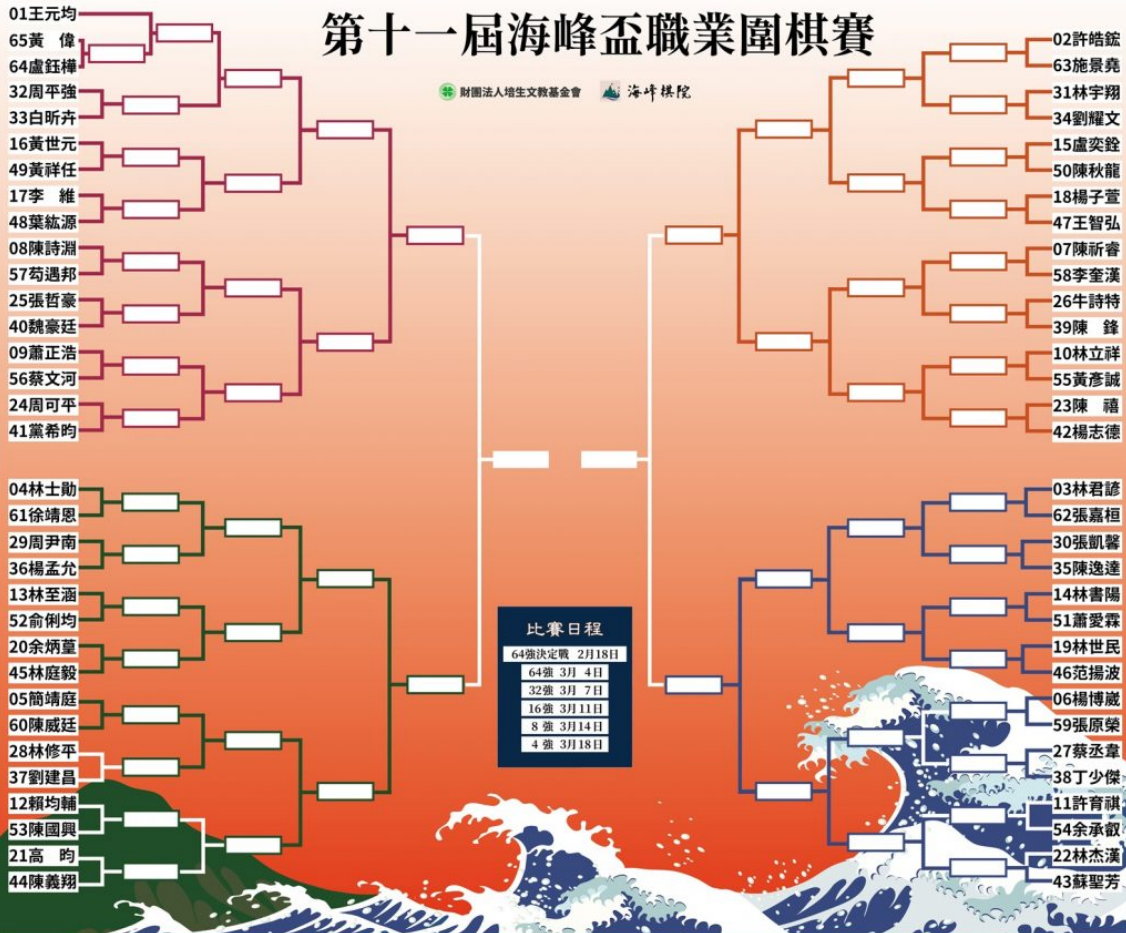 第十一屆海峰盃職業圍棋賽
財團法人培生文教基金會
海峰棋院
01王元均
65黃 偉
64盧鈺樺
32周平強
33白昕卉
16黃世元
49黃祥任
17李 維
48葉紘源
08陳詩淵
57芶遇邦
25張哲豪
40魏豪廷
09蕭正浩
56蔡文河
24周可平
41黨希昀
04林士勛
61徐靖恩
29周尹南
36楊孟允
13林至涵
52俞俐均
20余炳葟
45林庭毅
05簡靖庭
60陳威廷
28林修平
37劉建昌
12賴均輔
53陳國興
21高 昀
44陳義翔
02許皓鋐
63施景堯
31林宇翔
34劉耀文
15盧奕銓
50陳秋龍
18楊子萱
47王智弘
07陳祈睿
58李奎漢
26牛詩特
39陳 鋒
10林立祥
55黃彥誠
23陳 禧
42楊志德
03林君諺
62張嘉桓
30張凱馨
35陳逸達
14林書陽
51蕭愛霖
19林世民
46范揚波
06楊博崴
59張原榮
27蔡丞韋
38丁少傑
11許育祺
54余承叡
22林杰漢
43蘇聖芳
比賽日程
64強決定戰 2月18日
64強 3月 4日
32強 3月 7日
16強 3月11日
8 強 3月14日
4 強 3月18日